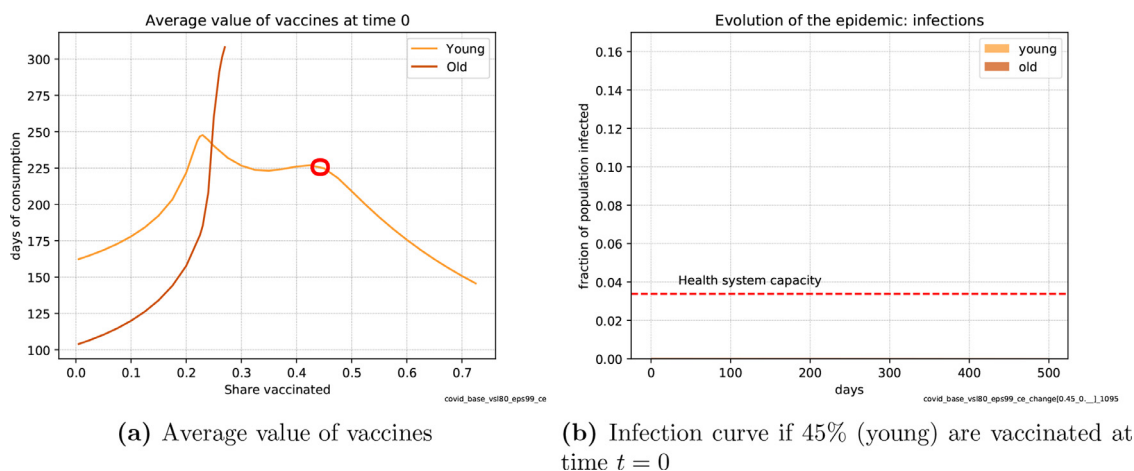 Average value of vaccines at time 0
Young
Old
300
275
250
225
200
175
150
125
100
days of consumption
0.0 0.1 0.2 0.3 0.4 0.5 0.6 0.7
Share vaccinated
covid_base_vsl80_eps99_ce
(a) Average value of vaccines
Evolution of the epidemic: infections
young
old
0.16
0.14
0.12
0.10
0.08
0.06
0.04
0.02
0.00
fraction of population infected
Health system capacity
0 100 200 300 400 500
days
covid_base_vsl80_eps99_ce_change[0.45_0.__]_1095
(b) Infection curve if 45% (young) are vaccinated at
time t = 0